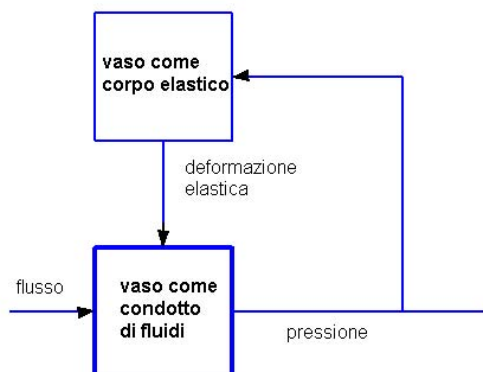 vaso come
corpo elastico
deformazione
elastica
flusso
vaso come
condotto
di fluidi
pressione